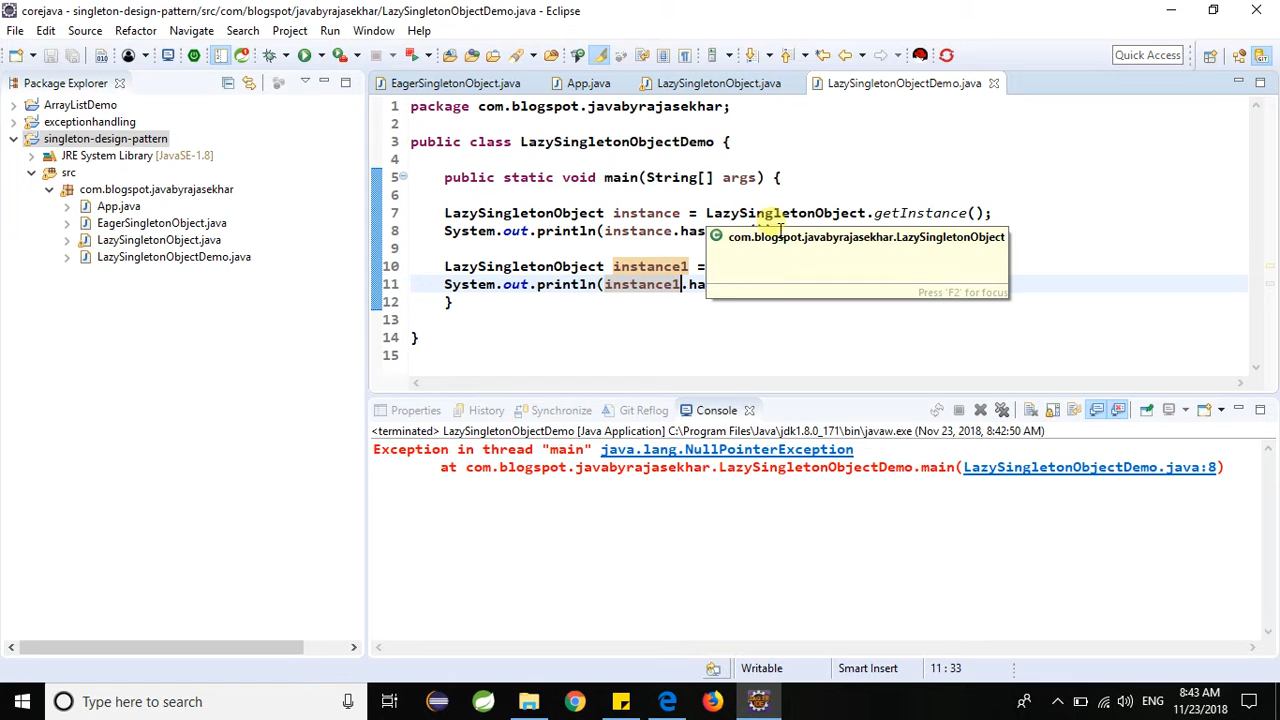 corejava - singleton-design-pattern/src/com/blogspot/javabyrajasekhar/LazySingletonObjectDemo.java - Eclipse
File Edit Source Refactor Navigate Search Project Run Window Help
Quick Access
Package Explorer
ArrayListDemo
exceptionhandling
singleton-design-pattern
JRE System Library [JavaSE-1.8]
src
com.blogspot.javabyrajasekhar
App.java
EagerSingletonObject.java
LazySingletonObject.java
LazySingletonObjectDemo.java
EagerSingletonObject.java App.java LazySingletonObject.java LazySingletonObjectDemo.java
1 package com.blogspot.javabyrajasekhar;
2
3 public class LazySingletonObjectDemo {
4
5 public static void main(String[] args) {
6
7 LazySingletonObject instance = LazySingletonObject.getInstance();
8 System.out.println(instance.has
9
10 LazySingletonObject instance1 =
11 System.out.println(instance1.ha
12 }
13
14 }
15
com.blogspot.javabyrajasekhar.LazySingletonObject
Press 'F2' for focus
Properties History Synchronize Git Reflog Console
<terminated> LazySingletonObjectDemo [Java Application] C:\Program Files\Java\jdk1.8.0_171\bin\javaw.exe (Nov 23, 2018, 8:42:50 AM)
Exception in thread "main" java.lang.NullPointerException
at com.blogspot.javabyrajasekhar.LazySingletonObjectDemo.main(LazySingletonObjectDemo.java:8)
Writable Smart Insert 11 : 33
Type here to search
ENG
8:43 AM
11/23/2018